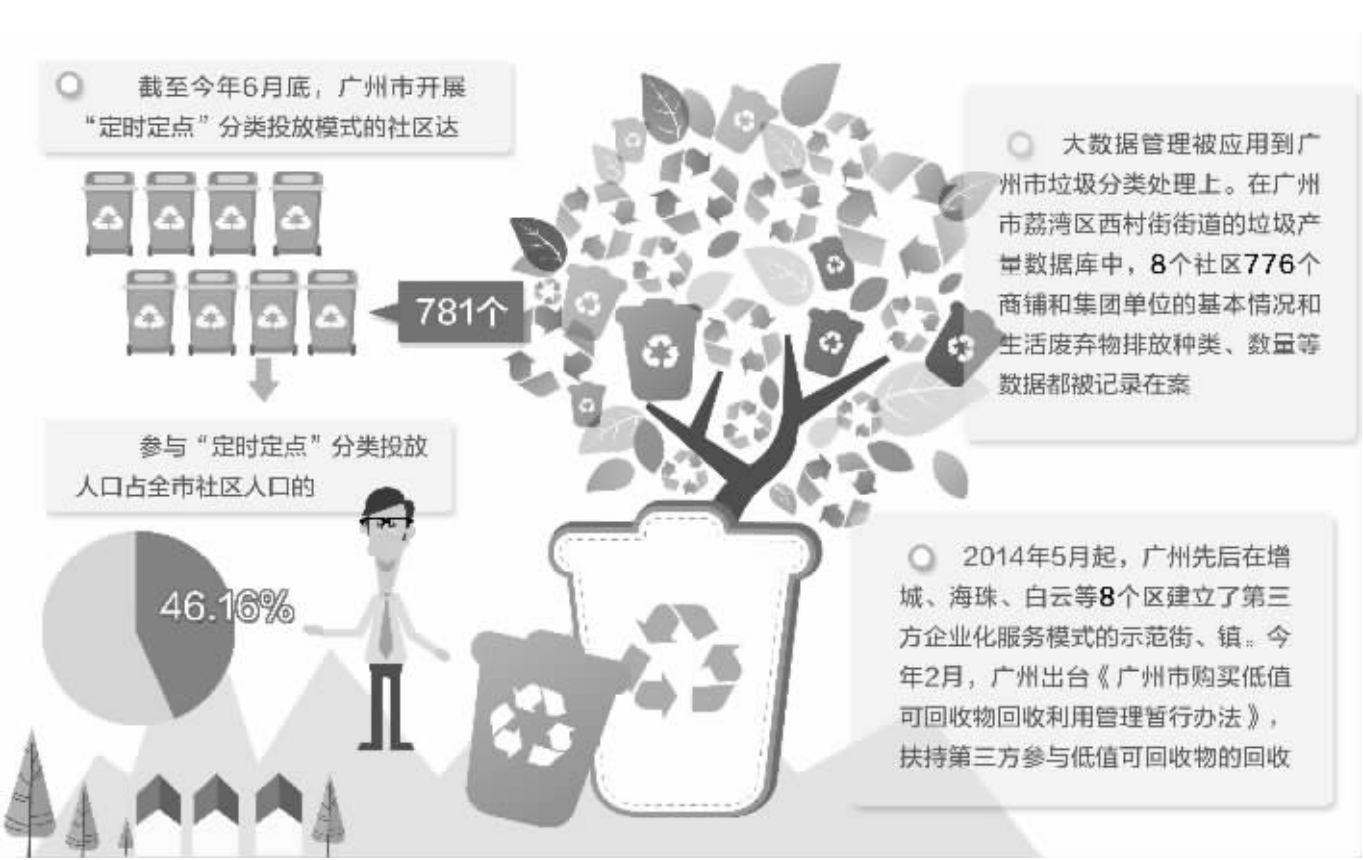 截至今年6月底，广州市开展
“定时定点”分类投放模式的社区达
781个
参与“定时定点”分类投放
人口占全市社区人口的
46.16%
大数据管理被应用到广
州市垃圾分类处理上。在广州
市荔湾区西村街街道的垃圾产
量数据库中，8个社区776个
商铺和集团单位的基本情况和
生活废弃物排放种类、数量等
数据都被记录在案
2014年5月起，广州先后在增
城、海珠、白云等8个区建立了第三
方企业化服务模式的示范街、镇。今
年2月，广州出台《广州市购买低值
可回收物回收利用管理暂行办法》，
扶持第三方参与低值可回收物的回收